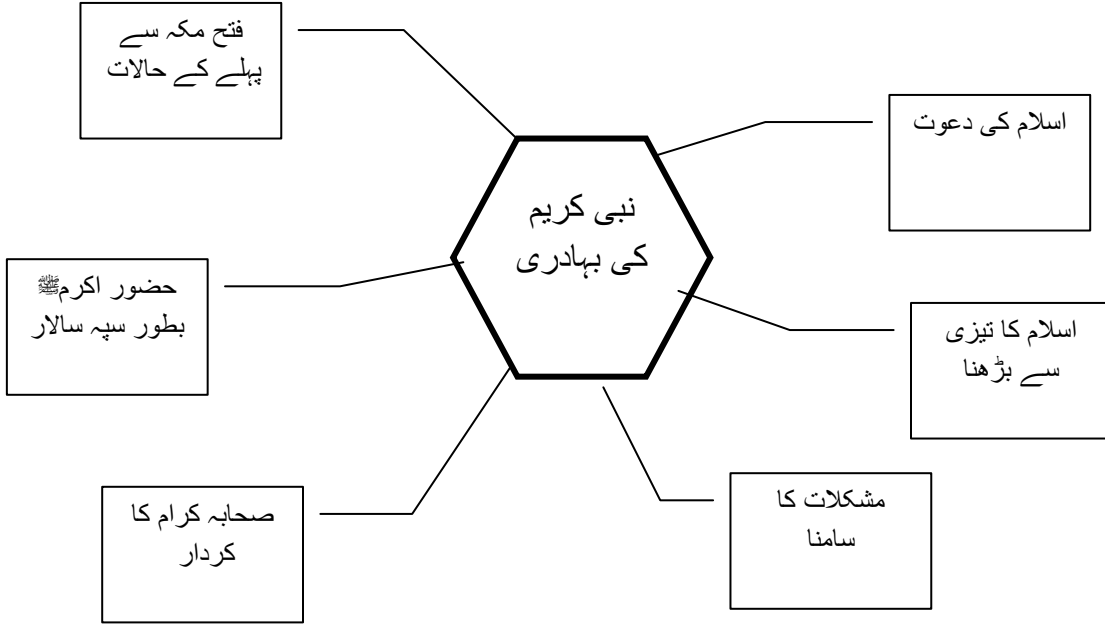 فتح مکہ سے
پہلے کے حالات
اسلام کی دعوت
نبی کریم
کی بہادری
حضور اکرمﷺ
بطور سپہ سالار
اسلام کا تیزی
سے بڑھنا
صحابہ کرام کا
کردار
مشکلات کا
سامنا